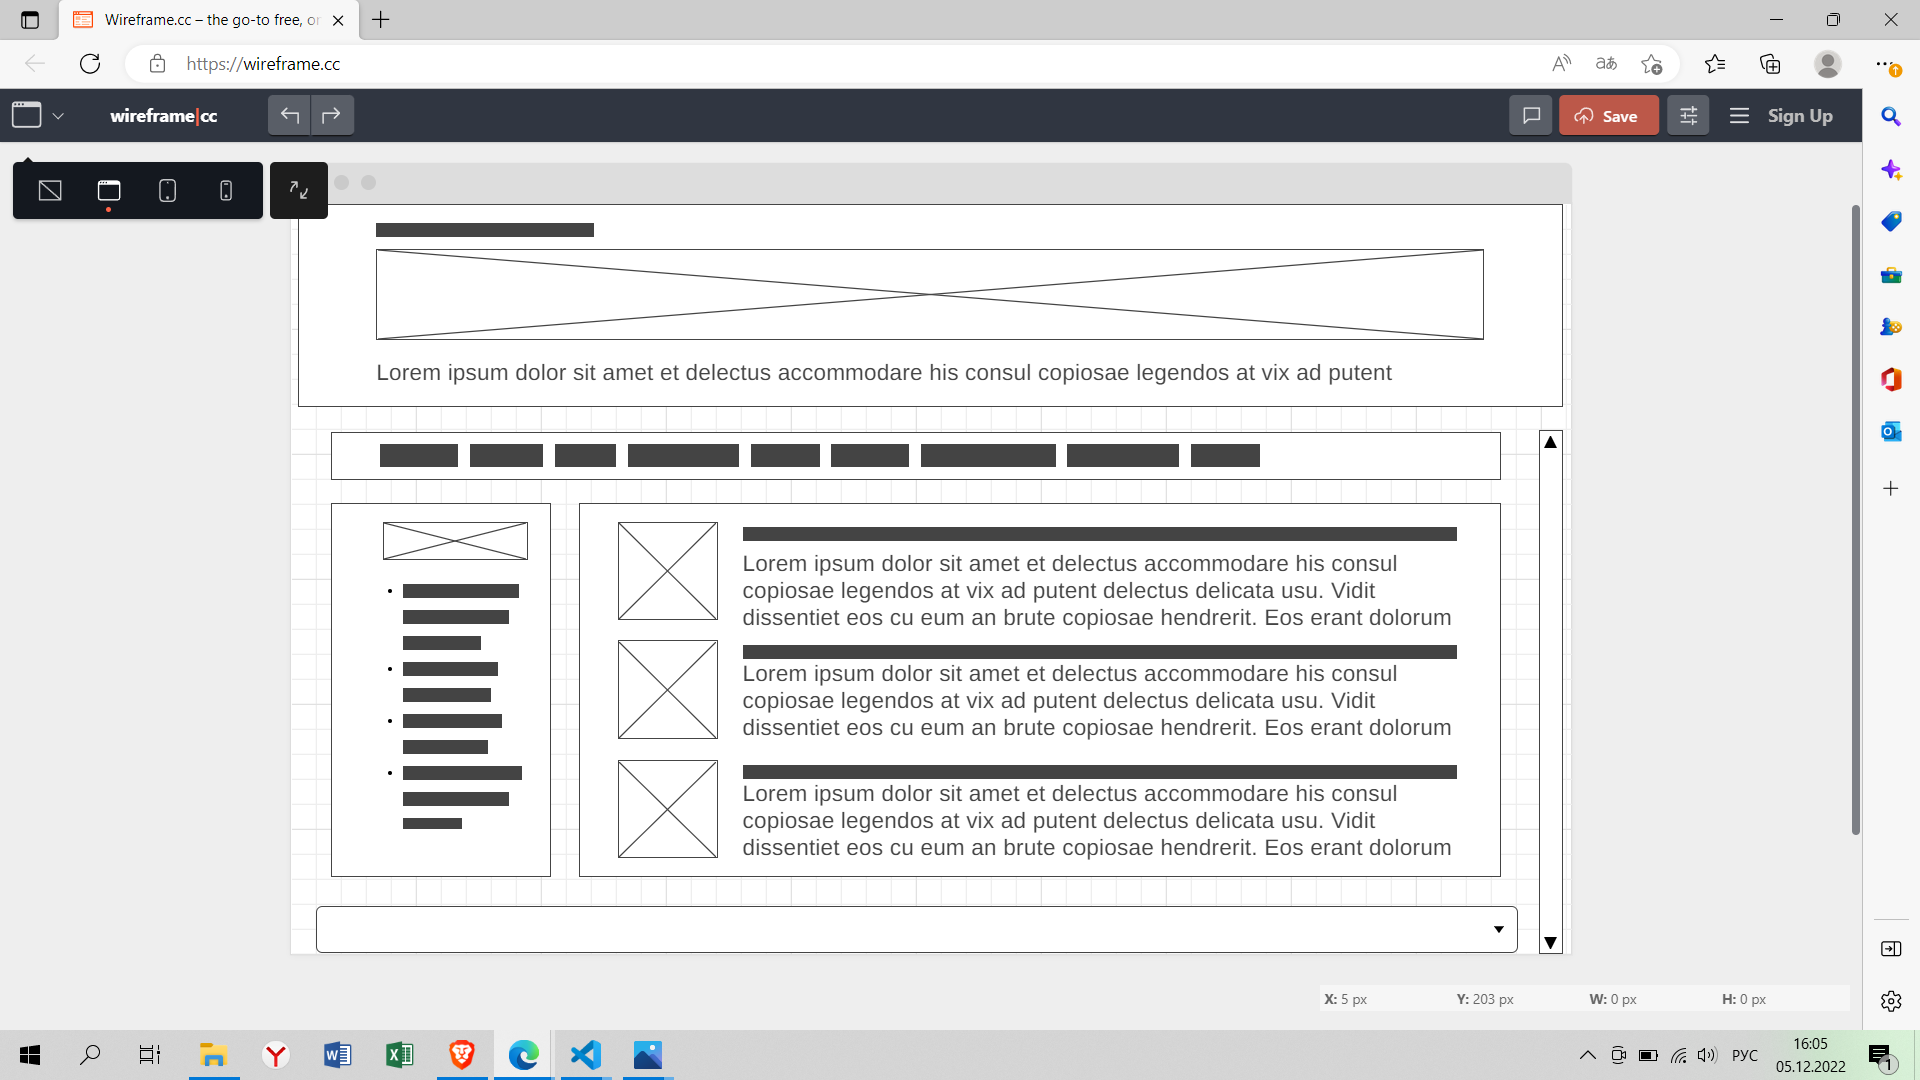 Wireframe.cc – the go-to free, or
https://wireframe.cc
wireframe|cc
Save
Sign Up
Lorem ipsum dolor sit amet et delectus accommodare his consul copiosae legendos at vix ad putent
Lorem ipsum dolor sit amet et delectus accommodare his consul
copiosae legendos at vix ad putent delectus delicata usu. Vidit
dissentiet eos cu eum an brute copiosae hendrerit. Eos erant dolorum
Lorem ipsum dolor sit amet et delectus accommodare his consul
copiosae legendos at vix ad putent delectus delicata usu. Vidit
dissentiet eos cu eum an brute copiosae hendrerit. Eos erant dolorum
Lorem ipsum dolor sit amet et delectus accommodare his consul
copiosae legendos at vix ad putent delectus delicata usu. Vidit
dissentiet eos cu eum an brute copiosae hendrerit. Eos erant dolorum
X: 5 px Y: 203 px W: 0 px H: 0 px
РУС
16:05
05.12.2022
1